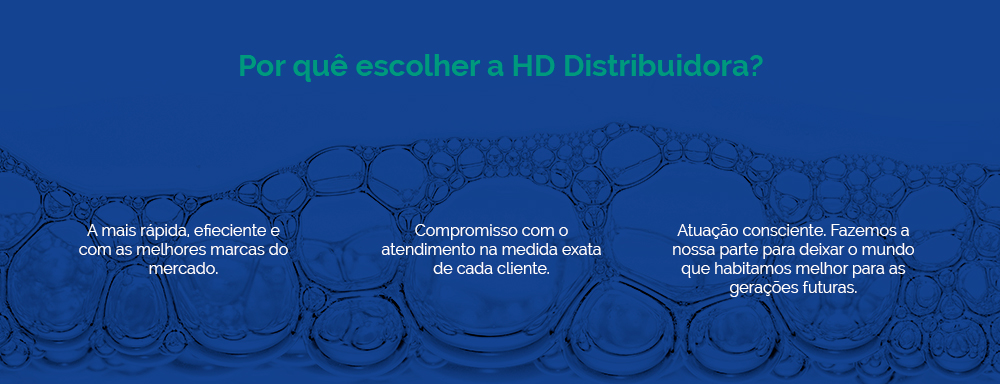 Por quê escolher a HD Distribuidora?
A mais rápida, efieciente e
com as melhores marcas do
mercado.
Compromisso com o
atendimento na medida exata
de cada cliente.
Atuação consciente. Fazemos a
nossa parte para deixar o mundo
que habitamos melhor para as
gerações futuras.